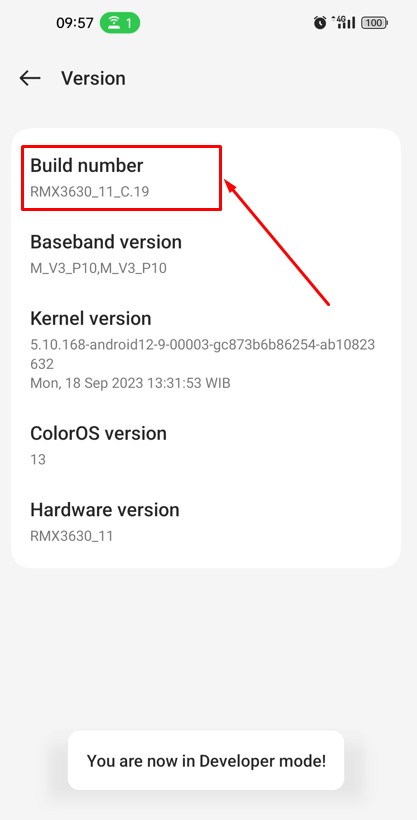 09:57 1 4G 100
Version
Build number
RMX3630_11_C.19
Baseband version
M_V3_P10,M_V3_P10
Kernel version
5.10.168-android12-9-00003-gc873b6b86254-ab10823
632
Mon, 18 Sep 2023 13:31:53 WIB
ColorOS version
13
Hardware version
RMX3630_11
You are now in Developer mode!